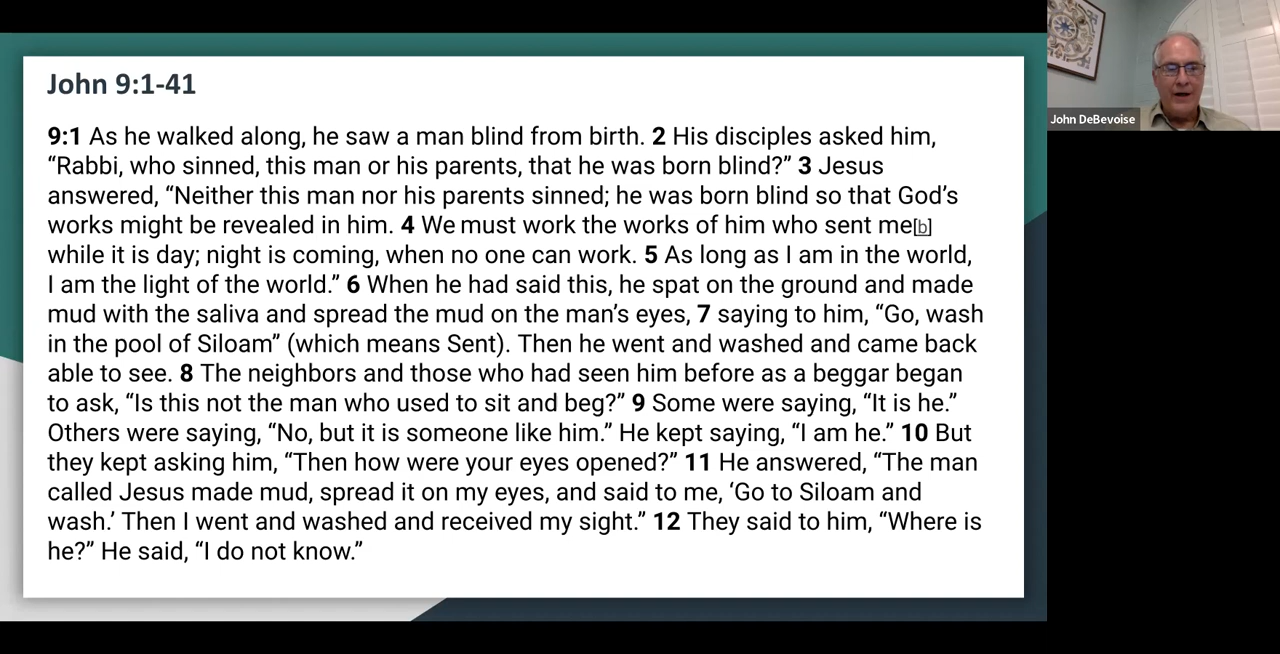 John 9:1-41
9:1 As he walked along, he saw a man blind from birth. 2 His disciples asked him,
“Rabbi, who sinned, this man or his parents, that he was born blind?” 3 Jesus
answered, “Neither this man nor his parents sinned; he was born blind so that God’s
works might be revealed in him. 4 We must work the works of him who sent me[b]
while it is day; night is coming, when no one can work. 5 As long as I am in the world,
I am the light of the world.” 6 When he had said this, he spat on the ground and made
mud with the saliva and spread the mud on the man’s eyes, 7 saying to him, “Go, wash
in the pool of Siloam” (which means Sent). Then he went and washed and came back
able to see. 8 The neighbors and those who had seen him before as a beggar began
to ask, “Is this not the man who used to sit and beg?” 9 Some were saying, “It is he.”
Others were saying, “No, but it is someone like him.” He kept saying, “I am he.” 10 But
they kept asking him, “Then how were your eyes opened?” 11 He answered, “The man
called Jesus made mud, spread it on my eyes, and said to me, ‘Go to Siloam and
wash.’ Then I went and washed and received my sight.” 12 They said to him, “Where is
he?” He said, “I do not know.”
John DeBevoise